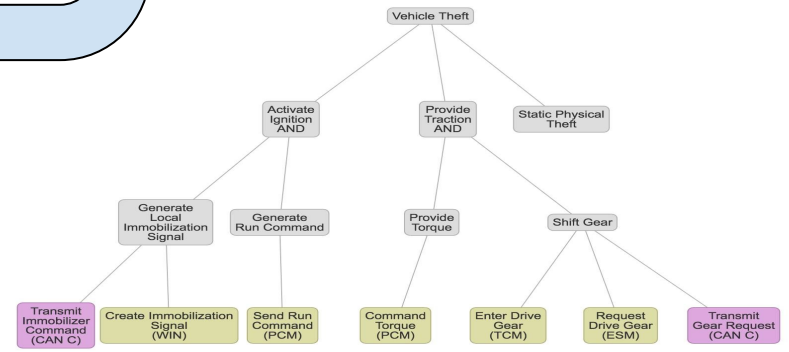 Vehicle Theft
Activate
Ignition
AND
Provide
Traction
AND
Static Physical
Theft
Generate
Local
Immobilization
Signal
Generate
Run Command
Provide
Torque
Shift Gear
Transmit
Immobilizer
Command
(CAN C)
Create Immobilization
Signal
(WIN)
Send Run
Command
(PCM)
Command
Torque
(PCM)
Enter Drive
Gear
(TCM)
Request
Drive Gear
(ESM)
Transmit
Gear Request
(CAN C)